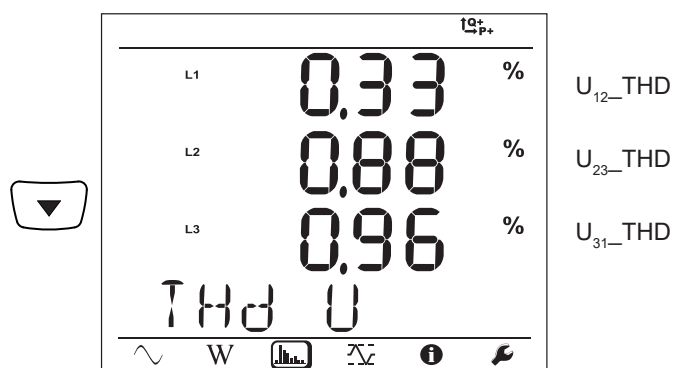 Q+
P+
L1 0.33 % U₁₂_THD
L2 0.88 % U₂₃_THD
L3 0.96 % U₃₁_THD
THd U
W